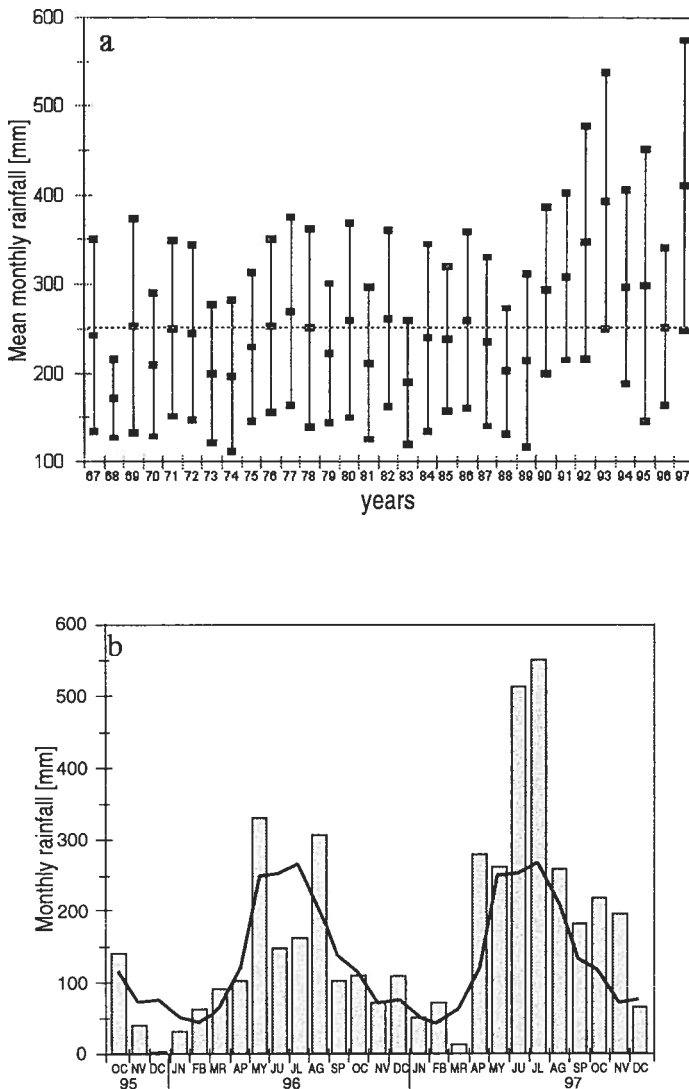 a
Mean monthly rainfall [mm]
600
500
400
300
200
100
67 68 69 70 71 72 73 74 75 76 77 78 79 80 81 82 83 84 85 86 87 88 89 90 91 92 93 94 95 96 97
years
b
Monthly rainfall [mm]
600
500
400
300
200
100
0
OC NV DC JN FB MR AP MY JU JL AG SP OC NV DC JN FB MR AP MY JU JL AG SP OC NV DC
95 96 97